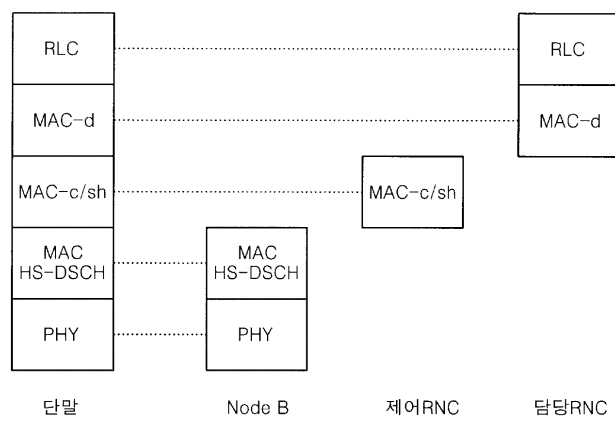 RLC
RLC
MAC-d
MAC-d
MAC-c/sh
MAC-c/sh
MAC
HS-DSCH
MAC
HS-DSCH
PHY
PHY
단말
Node B
제어RNC
담당RNC